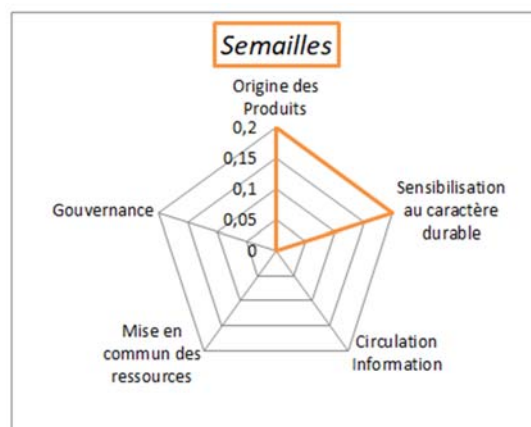 Semailles
Origine des
Produits
0,2
0,15
0,1
0,05
0
Sensibilisation
au caractère
durable
Gouvernance
Mise en
commun des
ressources
Circulation
Information